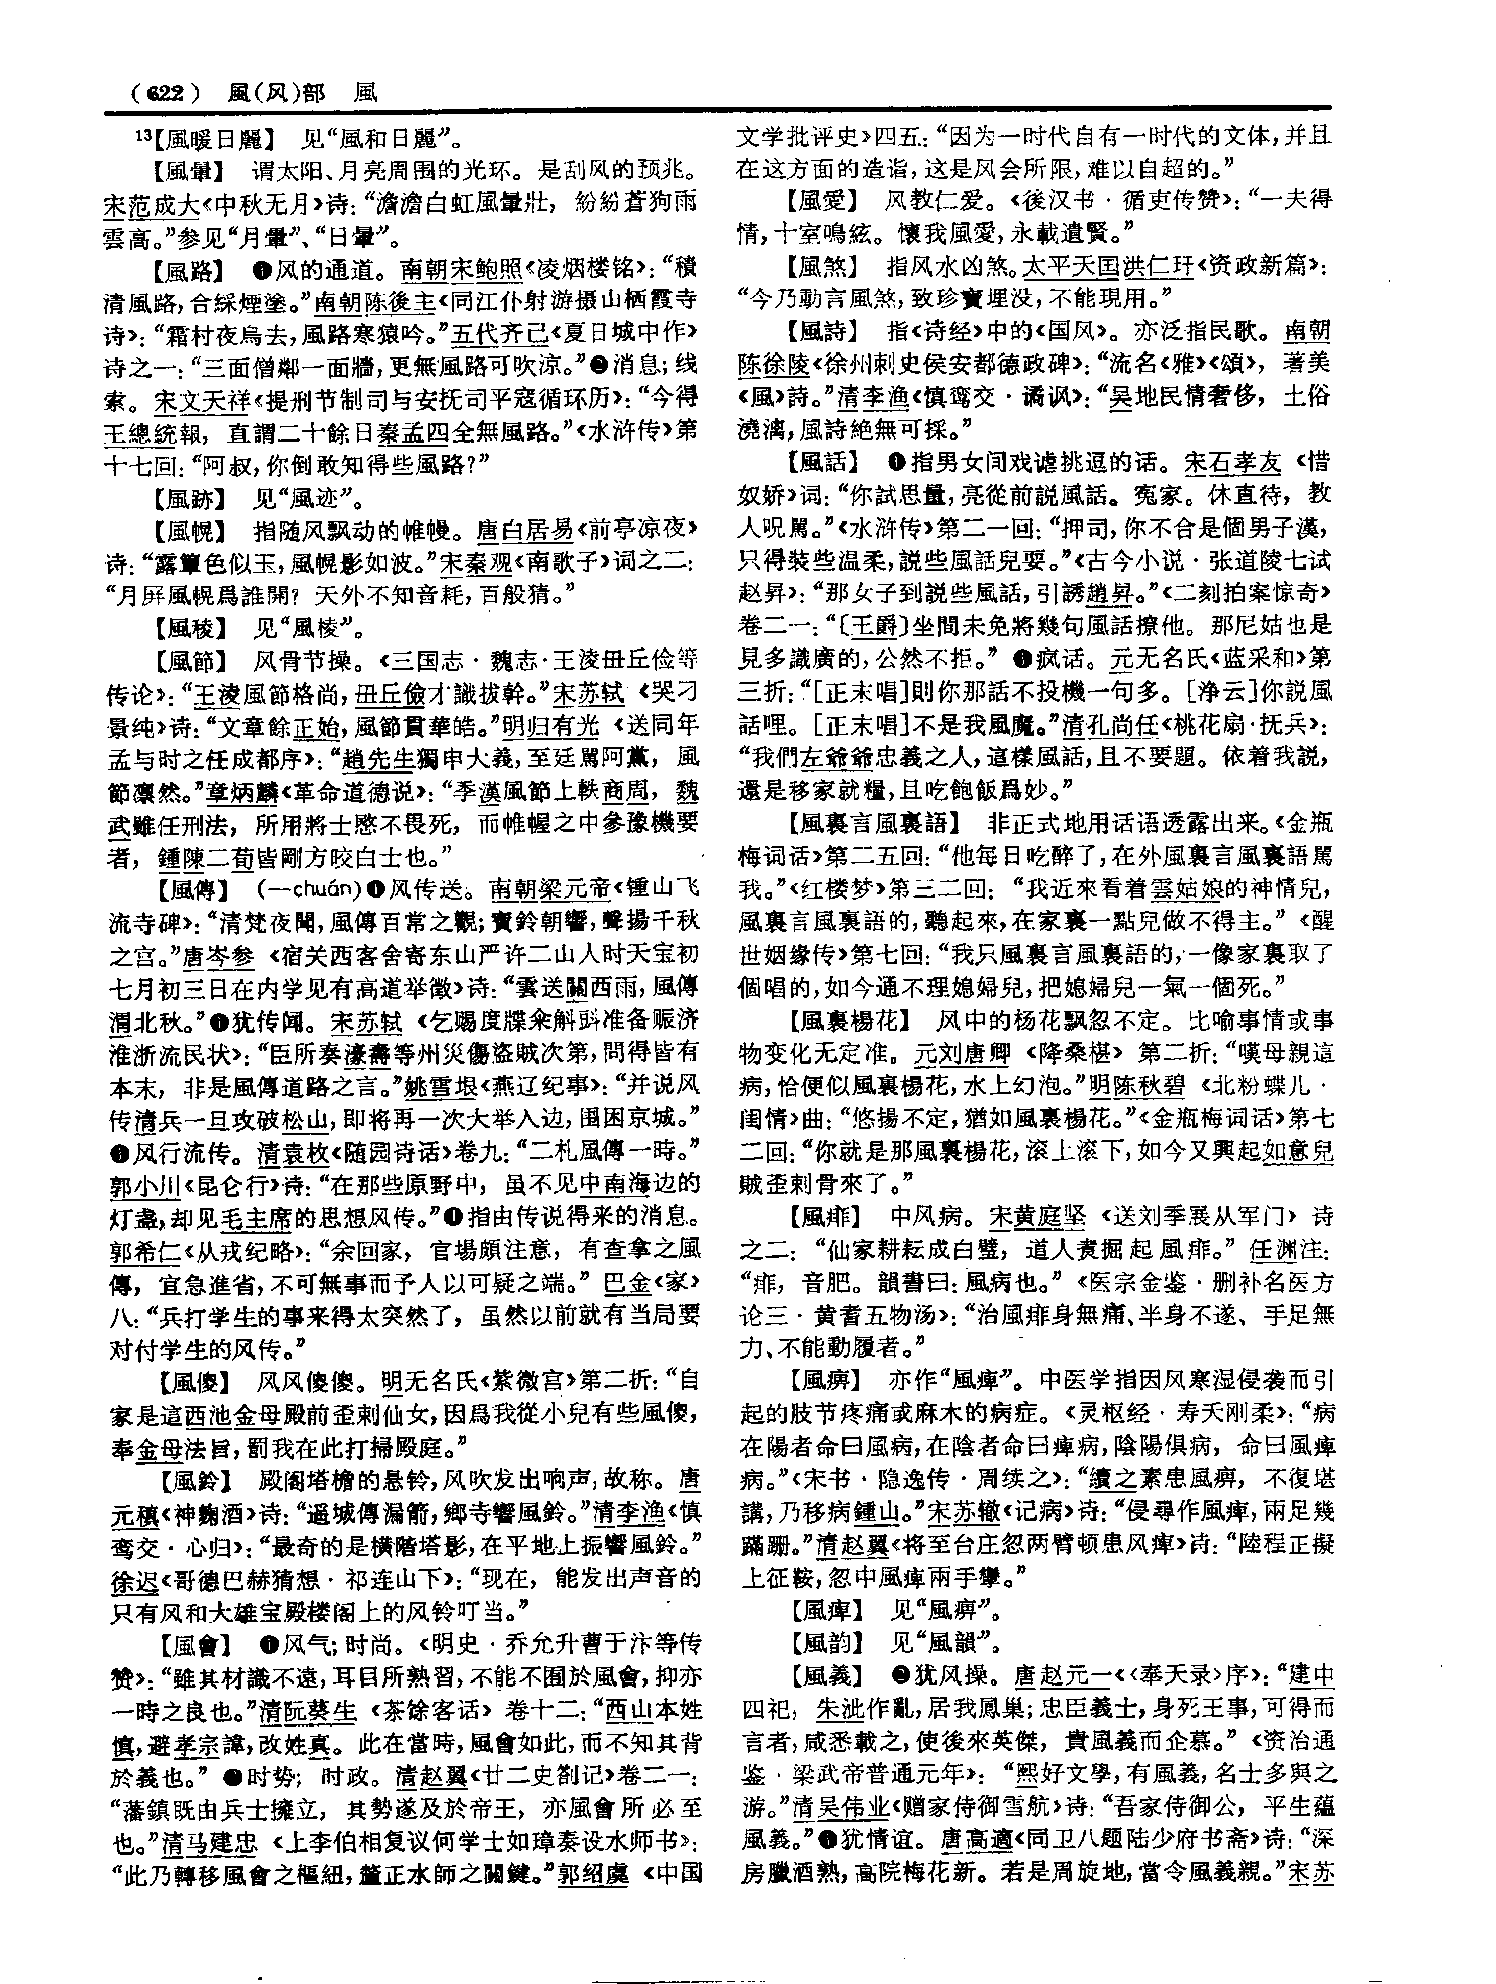 （622） 風(风)部 風
¹³【風暖日麗】 见“風和日麗”。
【風暈】 谓太阳、月亮周围的光环。是刮风的预兆。
宋范成大《中秋无月》诗：“澹澹白虹風暈壯，紛紛蒼狗雨
雲高。”参见“月暈”、“日暈”。
【風路】 ❶风的通道。南朝宋鲍照《凌烟楼铭》：“積
清風路，合綵煙塗。”南朝陈後主《同江仆射游摄山栖霞寺
诗》：“霜村夜烏去，風路寒猿吟。”五代齐己《夏日城中作》
诗之一：“三面僧鄰一面牆，更無風路可吹涼。”❷消息；线
索。宋文天祥《提刑节制司与安抚司平寇循环历》：“今得
王總統報，直謂二十餘日秦孟四全無風路。”《水浒传》第
十七回：“阿叔，你倒敢知得些風路？”
【風跡】 见“風迹”。
【風幌】 指随风飘动的帷幔。唐白居易《前亭凉夜》
诗：“露簟色似玉，風幌影如波。”宋秦观《南歌子》词之二：
“月屏風幌爲誰開？天外不知音耗，百般猜。”
【風稜】 见“風棱”。
【風節】 风骨节操。《三国志·魏志·王淩毌丘俭等
传论》：“王淩風節格尚，毌丘儉才識拔幹。”宋苏轼《哭刁
景纯》诗：“文章餘正始，風節貫華皓。”明归有光《送同年
孟与时之任成都序》：“趙先生獨申大義，至廷罵阿黨，風
節凛然。”章炳麟《革命道德说》：“季漢風節上軼商周，魏
武雖任刑法，所用將士愍不畏死，而帷幄之中參豫機要
者，鍾陳二荀皆剛方皎白士也。”
【風傳】 （—chuán）❶风传送。南朝梁元帝《锺山飞
流寺碑》：“清梵夜聞，風傳百常之觀；寶鈴朝響，聲揚千秋
之宫。”唐岑参《宿关西客舍寄东山严许二山人时天宝初
七月初三日在内学见有高道举徵》诗：“雲送關西雨，風傳
渭北秋。”❷犹传闻。宋苏轼《乞赐度牒籴斛㪷准备赈济
淮浙流民状》：“臣所奏濠壽等州災傷盗賊次第，問得皆有
本末，非是風傳道路之言。”姚雪垠《燕辽纪事》：“并说风
传清兵一旦攻破松山，即将再一次大举入边，围困京城。”
❸风行流传。清袁枚《随园诗话》卷九：“二札風傳一時。”
郭小川《昆仑行》诗：“在那些原野中，虽不见中南海边的
灯盏，却见毛主席的思想风传。”❹指由传说得来的消息。
郭希仁《从戎纪略》：“余回家，官場頗注意，有查拿之風
傳，宜急進省，不可無事而予人以可疑之端。”巴金《家》
八：“兵打学生的事来得太突然了，虽然以前就有当局要
对付学生的风传。”
【風傻】 风风傻傻。明无名氏《紫微宫》第二折：“自
家是這西池金母殿前歪剌仙女，因爲我從小兒有些風傻，
奉金母法旨，罰我在此打掃殿庭。”
【風鈴】 殿阁塔檐的悬铃，风吹发出响声，故称。唐
元稹《神麴酒》诗：“遥城傳漏箭，鄉寺響風鈴。”清李渔《慎
鸾交·心归》：“最奇的是橫階塔影，在平地上振響風鈴。”
徐迟《哥德巴赫猜想·祁连山下》：“现在，能发出声音的
只有风和大雄宝殿楼阁上的风铃叮当。”
【風會】 ❶风气；时尚。《明史·乔允升曹于汴等传
赞》：“雖其材識不遠，耳目所熟習，不能不囿於風會，抑亦
一時之良也。”清阮葵生《茶馀客话》卷十二：“西山本姓
慎，避孝宗諱，改姓真。此在當時，風會如此，而不知其背
於義也。”❷时势；时政。清赵翼《廿二史劄记》卷二一：
“藩鎮既由兵士擁立，其勢遂及於帝王，亦風會所必至
也。”清马建忠《上李伯相复议何学士如璋奏设水师书》：
“此乃轉移風會之樞紐，釐正水師之關鍵。”郭绍虞《中国
文学批评史》四五：“因为一时代自有一时代的文体，并且
在这方面的造诣，这是风会所限，难以自超的。”
【風愛】 风教仁爱。《後汉书·循吏传赞》：“一夫得
情，十室鳴絃。懷我風愛，永載遺賢。”
【風煞】 指风水凶煞。太平天国洪仁玕《资政新篇》：
“今乃動言風煞，致珍寶埋没，不能現用。”
【風詩】 指《诗经》中的《国风》。亦泛指民歌。南朝
陈徐陵《徐州刺史侯安都德政碑》：“流名《雅》《頌》，著美
《風》詩。”清李渔《慎鸾交·谲讽》：“吴地民情奢侈，土俗
澆漓，風詩絶無可採。”
【風話】 ❶指男女间戏谑挑逗的话。宋石孝友《惜
奴娇》词：“你試思量，亮從前説風話。寃家。休直待，教
人呪罵。”《水浒传》第二一回：“押司，你不合是個男子漢，
只得裝些温柔，説些風話兒耍。”《古今小说·张道陵七试
赵昇》：“那女子到説些風話，引誘趙昇。”《二刻拍案惊奇》
卷二一：“〔王爵〕坐間未免將幾句風話撩他。那尼姑也是
見多識廣的，公然不拒。”❷疯话。元无名氏《蓝采和》第
三折：“[正末唱]則你那話不投機一句多。[净云]你説風
話哩。[正末唱]不是我風魔。”清孔尚任《桃花扇·抚兵》：
“我們左爺爺忠義之人，這樣風話，且不要題。依着我説，
還是移家就糧，且吃飽飯爲妙。”
【風裏言風裏語】 非正式地用话语透露出来。《金瓶
梅词话》第二五回：“他每日吃醉了，在外風裏言風裏語罵
我。”《红楼梦》第三二回：“我近來看着雲姑娘的神情兒，
風裏言風裏語的，聽起來，在家裏一點兒做不得主。”《醒
世姻缘传》第七回：“我只風裏言風裏語的，一像家裏取了
個唱的，如今通不理媳婦兒，把媳婦兒一氣一個死。”
【風裏楊花】 风中的杨花飘忽不定。比喻事情或事
物变化无定准。元刘唐卿《降桑椹》第二折：“嘆母親這
病，恰便似風裏楊花，水上幻泡。”明陈秋碧《北粉蝶儿·
闺情》曲：“悠揚不定，猶如風裏楊花。”《金瓶梅词话》第七
二回：“你就是那風裏楊花，滚上滚下，如今又興起如意兒
賊歪剌骨來了。”
【風痱】 中风病。宋黄庭坚《送刘季展从军门》诗
之二：“仙家耕耘成白璧，道人煮掘起風痱。”任渊注：
“痱，音肥。韻書曰：風病也。”《医宗金鉴·删补名医方
论三·黄耆五物汤》：“治風痱身無痛、半身不遂、手足無
力、不能動履者。”
【風痹】 亦作“風痺”。中医学指因风寒湿侵袭而引
起的肢节疼痛或麻木的病症。《灵枢经·寿夭刚柔》：“病
在陽者命曰風病，在陰者命曰痺病，陰陽俱病，命曰風痺
病。”《宋书·隐逸传·周续之》：“續之素患風痹，不復堪
講，乃移病鍾山。”宋苏辙《记病》诗：“侵尋作風痺，兩足幾
蹣跚。”清赵翼《将至台庄忽两臂顿患风痺》诗：“陸程正擬
上征鞍，忽中風痺兩手攣。”
【風痺】 见“風痹”。
【風韵】 见“風韻”。
【風義】 ❶犹风操。唐赵元一《〈奉天录〉序》：“建中
四祀，朱泚作亂，居我鳳巢；忠臣義士，身死王事，可得而
言者，咸悉載之，使後來英傑，貴風義而企慕。”《资治通
鉴·梁武帝普通元年》：“熙好文學，有風義，名士多與之
游。”清吴伟业《赠家侍御雪航》诗：“吾家侍御公，平生蘊
風義。”❷犹情谊。唐高適《同卫八题陆少府书斋》诗：“深
房臘酒熟，高院梅花新。若是周旋地，當令風義親。”宋苏